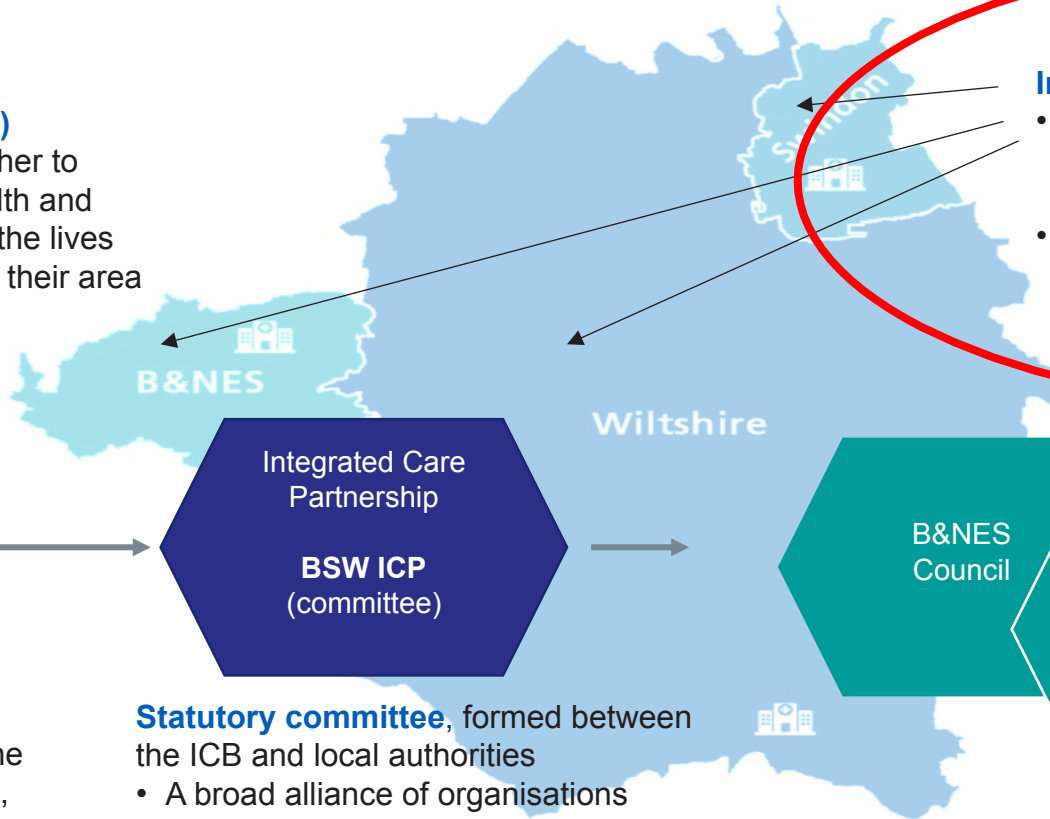 )
her to
lth and
the lives
their area
In
•
•
Swindon
B&NES
Wiltshire
Integrated Care
Partnership
BSW ICP
(committee)
B&NES
Council
Statutory committee, formed between
the ICB and local authorities
• A broad alliance of organisations
ne
,